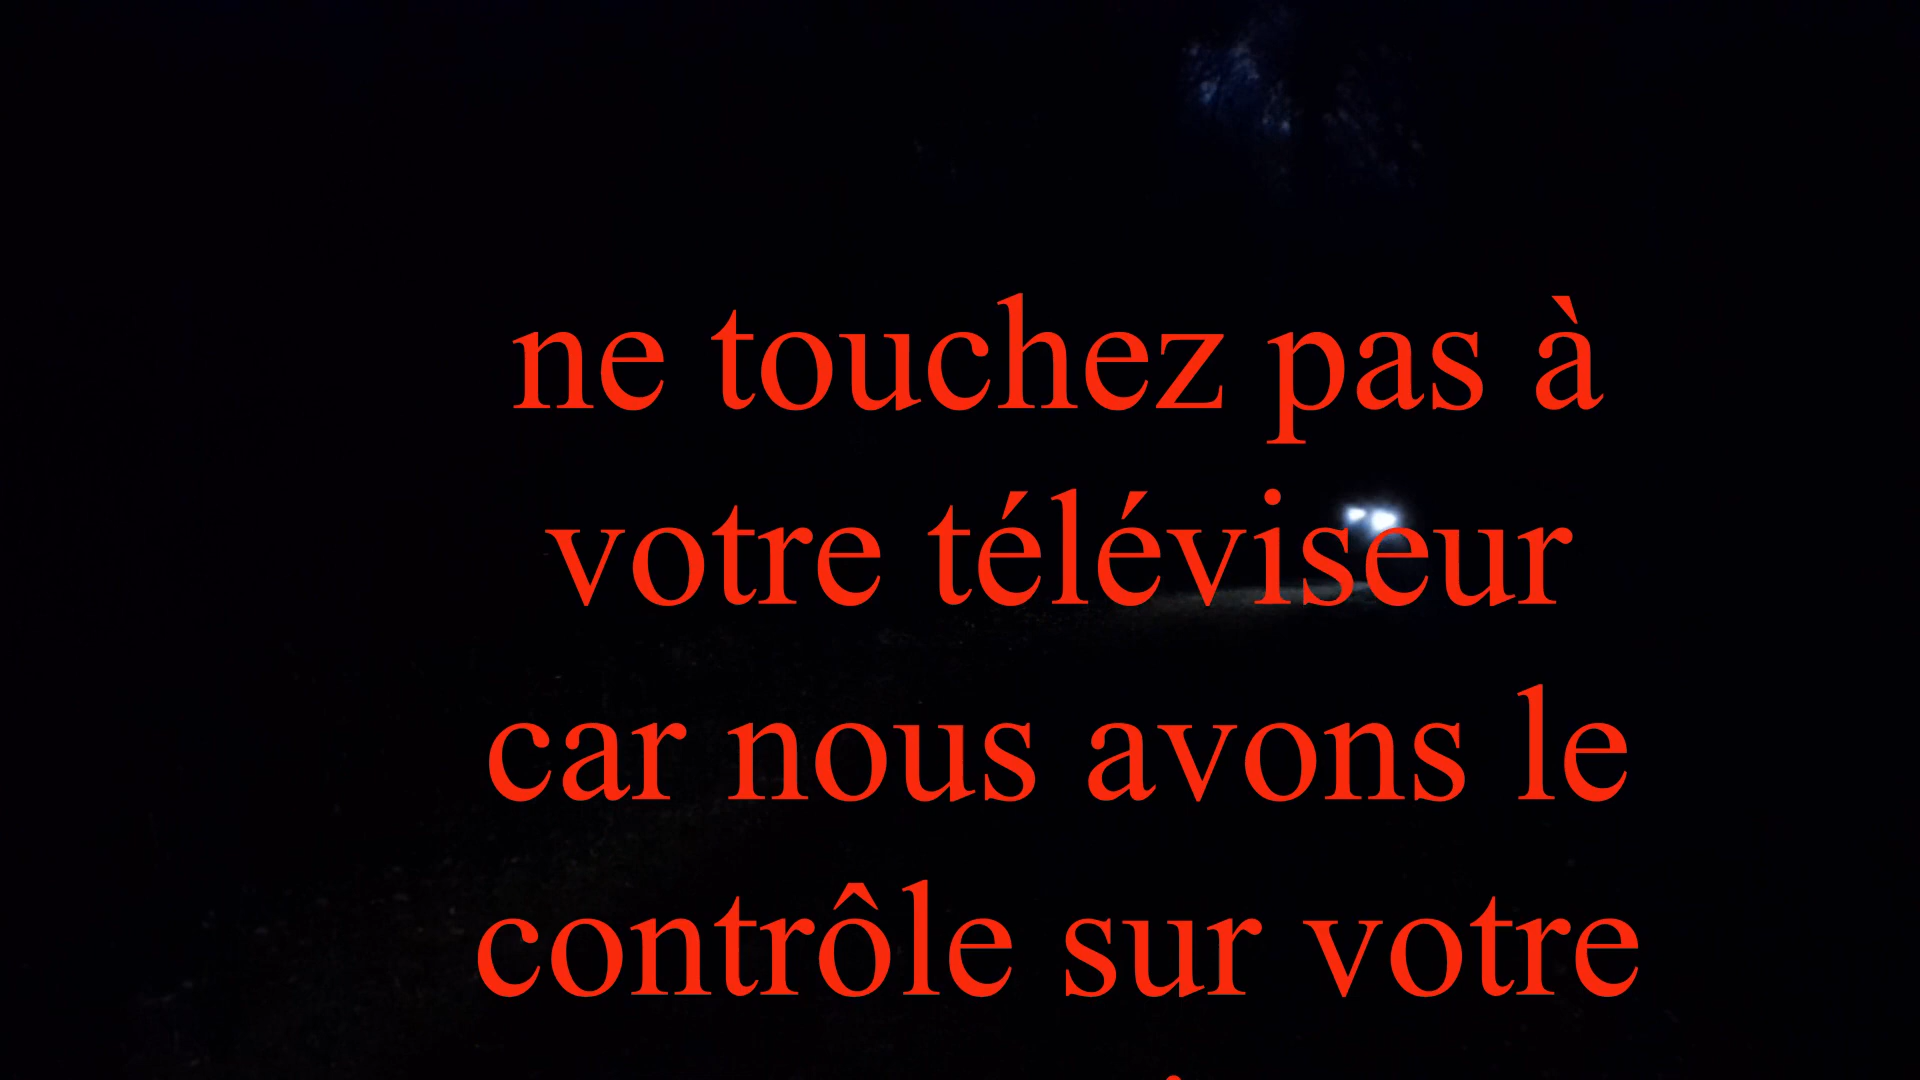 ne touchez pas à
votre téléviseur
car nous avons le
contrôle sur votre